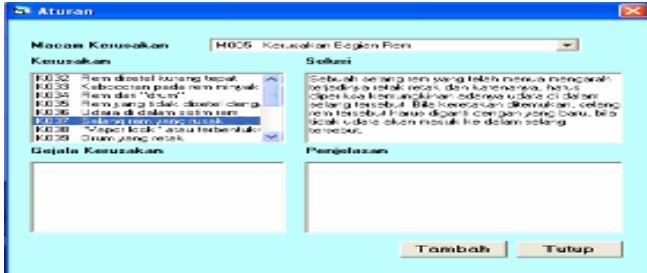 Aturan
Macam Kerusakan
M005 Kerusakan Bagian Rem
Kerusakan
K032 Rem disetel kurang tepat
K033 Kebocoran pada rem minyak
K034 Rem dan "drum"
K035 Rem yang tidak disetel deng
K036 Udara di dalam sistim rem
K037 Selang rem yang rusak
K038 "Vapor lock" atau terbentuk
K039 Drum yang retak
Solusi
Sebuah selang rem yang telah menua mengarah
terjadinya retak retak dan karenanya, harus
diperiksa kemungkinan adanya udara di dalam
selang tersebut. Bila keretakan ditemukan, selang
rem tersebut harus diganti dengan yang baru, bila
tidak udara akan masuk ke dalam selang
tersebut.
Gejala Kerusakan
Penjelasan
Tambah
Tutup